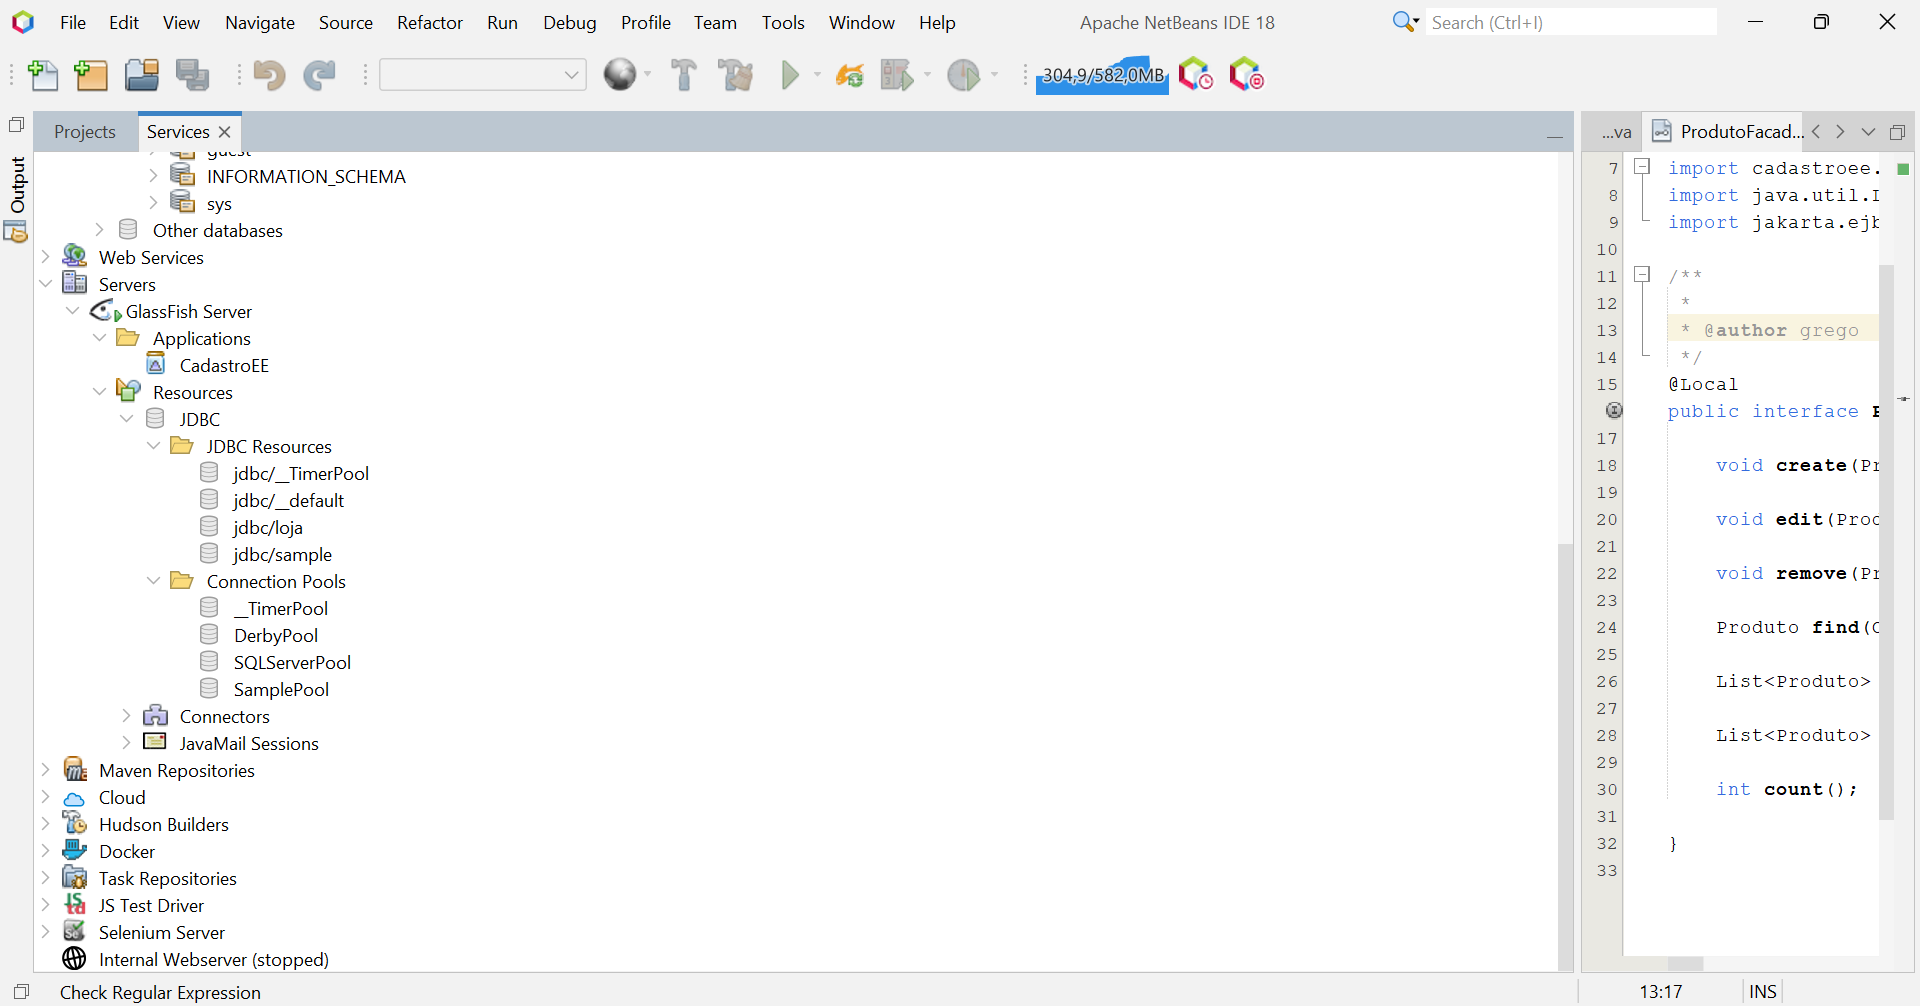 File Edit View Navigate Source Refactor Run Debug Profile Team Tools Window Help Apache NetBeans IDE 18 Search (Ctrl+I)
304,9/582,0MB
Output
Projects Services
guest
INFORMATION_SCHEMA
sys
Other databases
Web Services
Servers
GlassFish Server
Applications
CadastroEE
Resources
JDBC
JDBC Resources
jdbc/__TimerPool
jdbc/__default
jdbc/loja
jdbc/sample
Connection Pools
__TimerPool
DerbyPool
SQLServerPool
SamplePool
Connectors
JavaMail Sessions
Maven Repositories
Cloud
Hudson Builders
Docker
Task Repositories
JS Test Driver
Selenium Server
Internal Webserver (stopped)
...va ProdutoFacad...
7 import cadastroee.
8 import java.util.
9 import jakarta.ejb
10
11 /**
12 *
13 * @author grego
14 */
15 @Local
public interface
17
18 void create(Pr
19
20 void edit(Proc
21
22 void remove(Pr
23
24 Produto find(
25
26 List<Produto>
27
28 List<Produto>
29
30 int count();
31
32 }
33
Check Regular Expression 13:17 INS